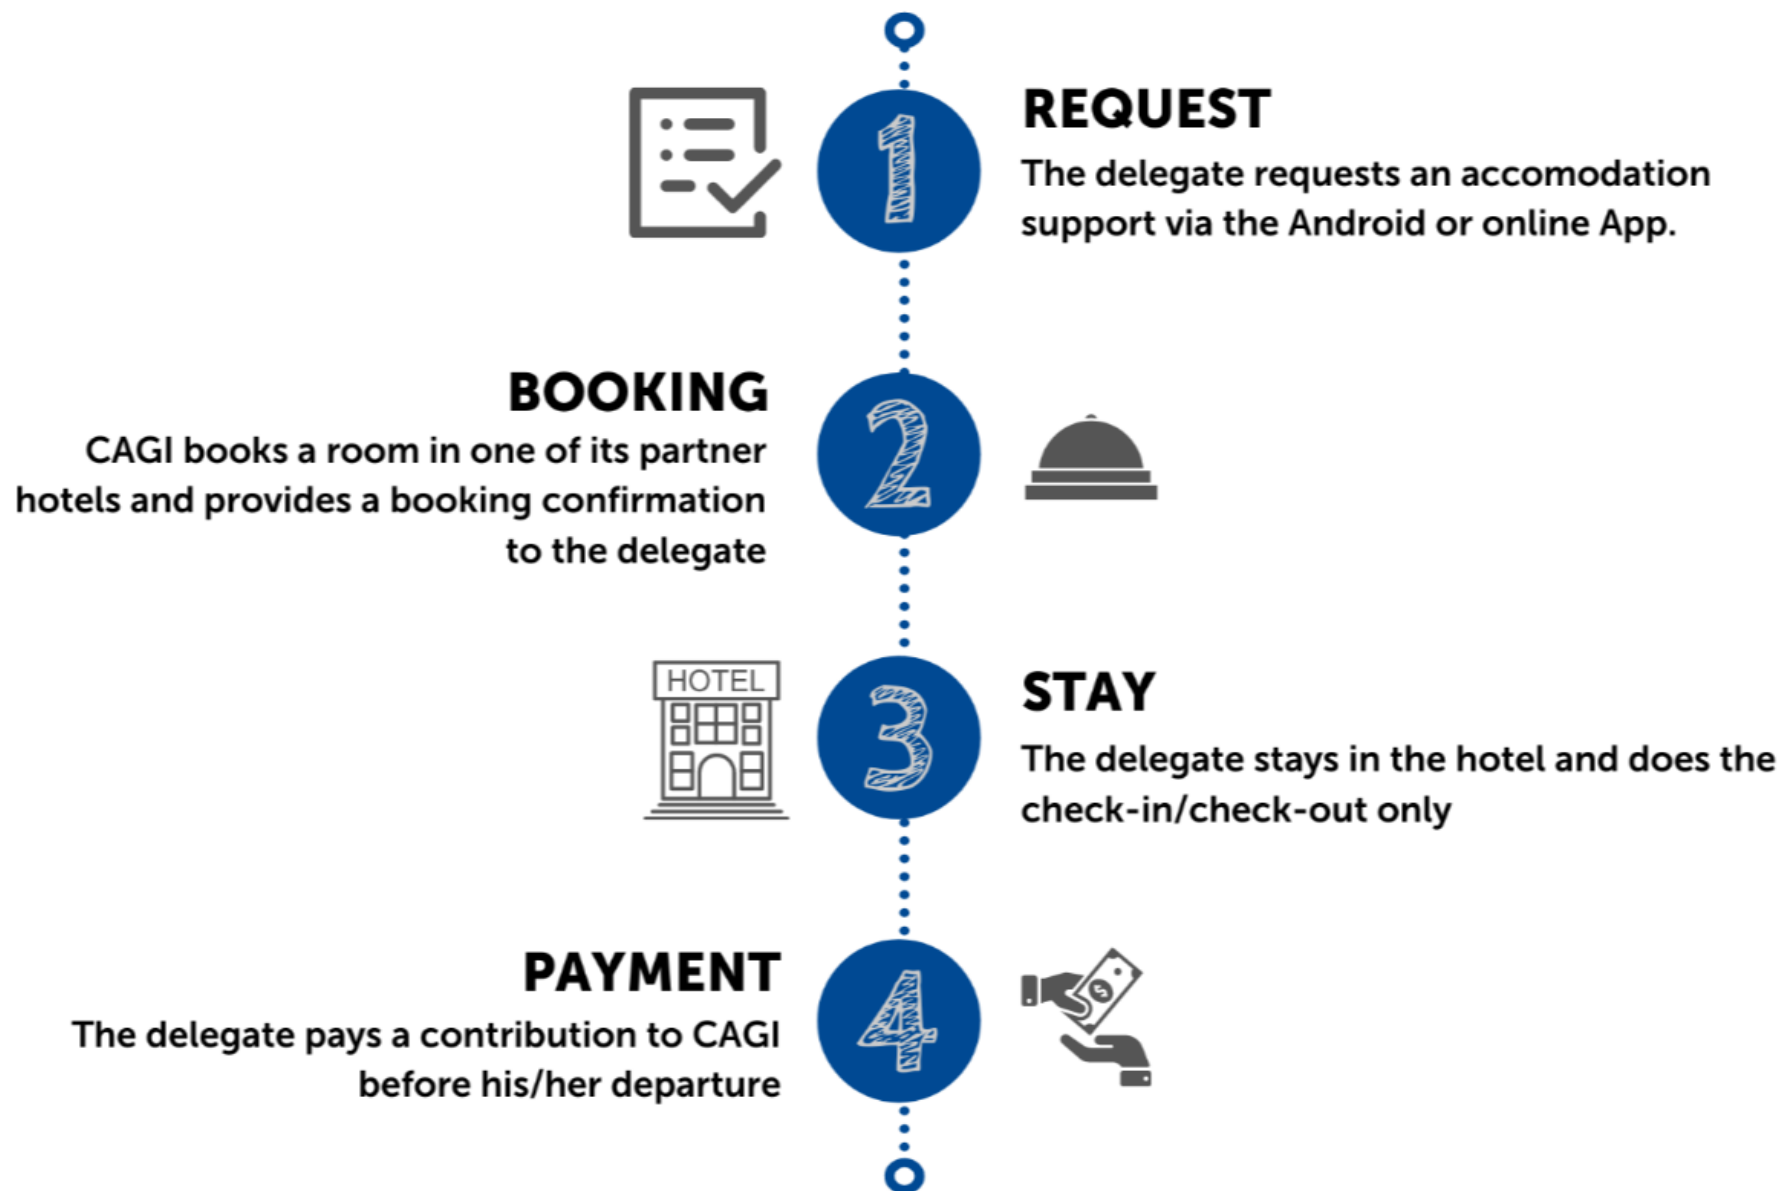 1
REQUEST
The delegate requests an accomodation
support via the Android or online App.
BOOKING
CAGI books a room in one of its partner
hotels and provides a booking confirmation
to the delegate
2
HOTEL
3
STAY
The delegate stays in the hotel and does the
check-in/check-out only
PAYMENT
The delegate pays a contribution to CAGI
before his/her departure
4
$